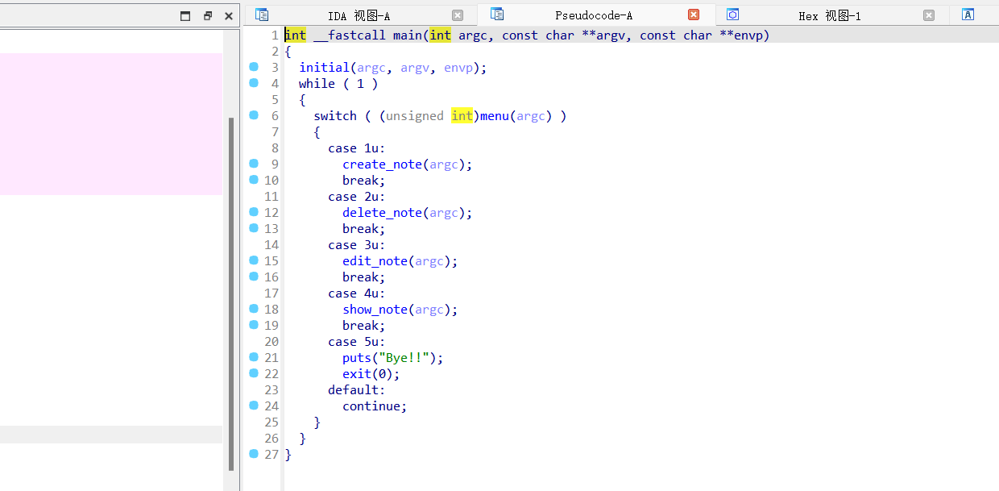 IDA 视图-A
Pseudocode-A
Hex 视图-1
A
1 int __fastcall main(int argc, const char **argv, const char **envp)
2 {
3   initial(argc, argv, envp);
4   while ( 1 )
5   {
6     switch ( (unsigned int)menu(argc) )
7     {
8       case 1u:
9         create_note(argc);
10         break;
11       case 2u:
12         delete_note(argc);
13         break;
14       case 3u:
15         edit_note(argc);
16         break;
17       case 4u:
18         show_note(argc);
19         break;
20       case 5u:
21         puts("Bye!!");
22         exit(0);
23       default:
24         continue;
25     }
26   }
27 }